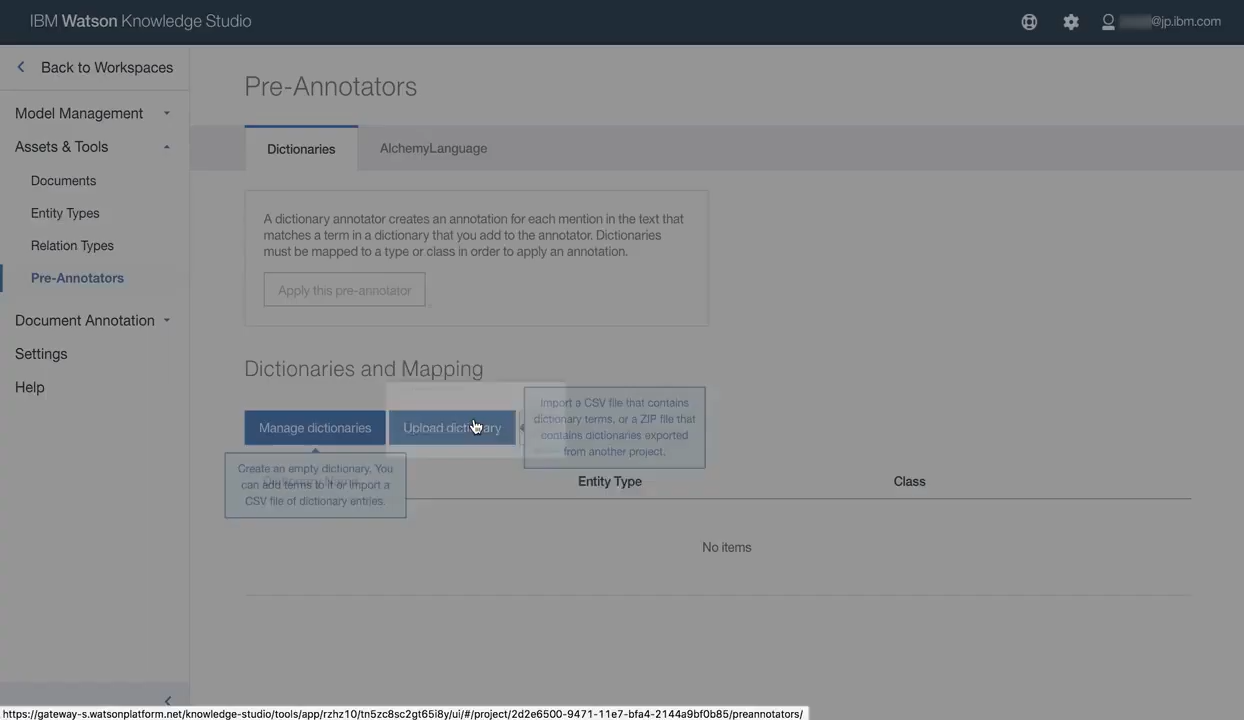 IBM Watson Knowledge Studio
@jp.ibm.com
Back to Workspaces
Model Management
Assets & Tools
Documents
Entity Types
Relation Types
Pre-Annotators
Document Annotation
Settings
Help
Pre-Annotators
Dictionaries
AlchemyLanguage
A dictionary annotator creates an annotation for each mention in the text that
matches a term in a dictionary that you add to the annotator. Dictionaries
must be mapped to a type or class in order to apply an annotation.
Apply this pre-annotator
Dictionaries and Mapping
Manage dictionaries
Upload dictionary
Import a CSV file that contains
dictionary terms, or a ZIP file that
contains dictionaries exported
from another project.
Create an empty dictionary. You
can add terms to it or import a
CSV file of dictionary entries.
Entity Type
Class
No items
https://gateway-s.watsonplatform.net/knowledge-studio/tools/app/rzhz10/tn5zc8sc2gt65i8y/ui/#/project/2d2e6500-9471-11e7-bfa4-2144a9bf0b85/preannotators/